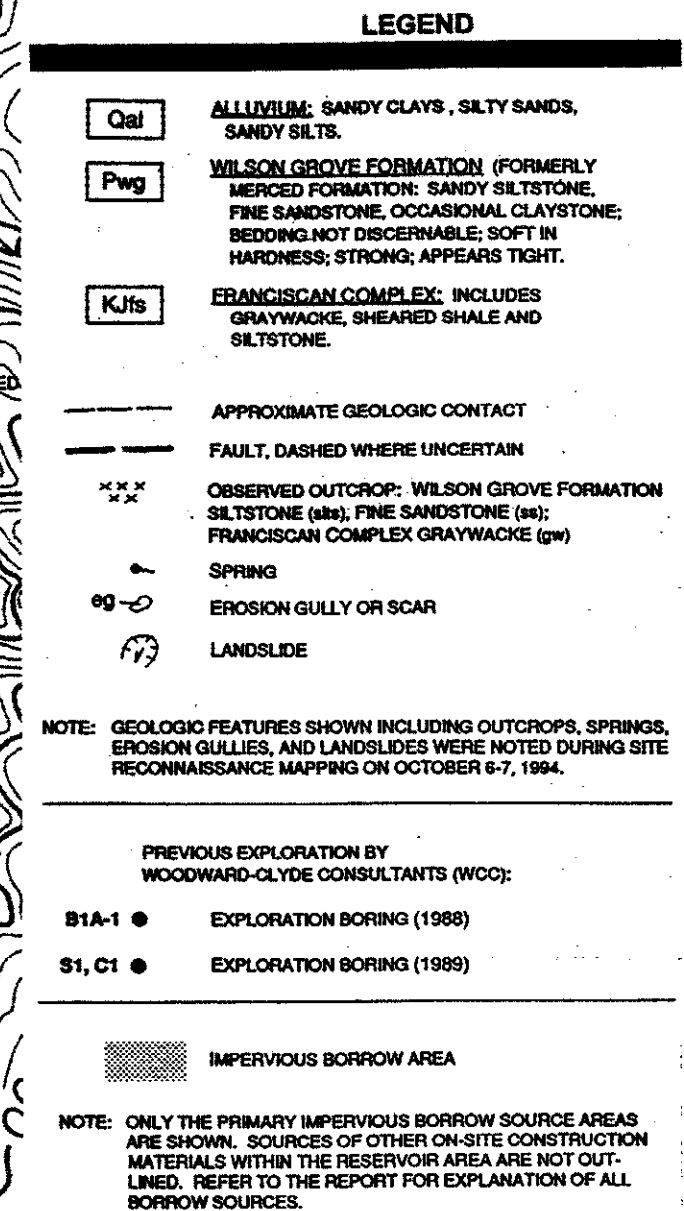 LEGEND
Qal
ALLUVIUM: SANDY CLAYS , SILTY SANDS,
SANDY SILTS.
Pwg
WILSON GROVE FORMATION (FORMERLY
MERCED FORMATION: SANDY SILTSTONE,
FINE SANDSTONE, OCCASIONAL CLAYSTONE;
BEDDING NOT DISCERNABLE; SOFT IN
HARDNESS; STRONG; APPEARS TIGHT.
KJfs
FRANCISCAN COMPLEX: INCLUDES
GRAYWACKE, SHEARED SHALE AND
SILTSTONE.
APPROXIMATE GEOLOGIC CONTACT
FAULT, DASHED WHERE UNCERTAIN
OBSERVED OUTCROP: WILSON GROVE FORMATION
SILTSTONE (slts), FINE SANDSTONE (ss);
FRANCISCAN COMPLEX GRAYWACKE (gw)
SPRING
eg
EROSION GULLY OR SCAR
LANDSLIDE
NOTE: GEOLOGIC FEATURES SHOWN INCLUDING OUTCROPS, SPRINGS,
EROSION GULLIES, AND LANDSLIDES WERE NOTED DURING SITE
RECONNAISSANCE MAPPING ON OCTOBER 6-7, 1994.
PREVIOUS EXPLORATION BY
WOODWARD-CLYDE CONSULTANTS (WCC):
B1A-1 EXPLORATION BORING (1988)
S1, C1 EXPLORATION BORING (1989)
IMPERVIOUS BORROW AREA
NOTE: ONLY THE PRIMARY IMPERVIOUS BORROW SOURCE AREAS
ARE SHOWN. SOURCES OF OTHER ON-SITE CONSTRUCTION
MATERIALS WITHIN THE RESERVOIR AREA ARE NOT OUT-
LINED. REFER TO THE REPORT FOR EXPLANATION OF ALL
BORROW SOURCES.